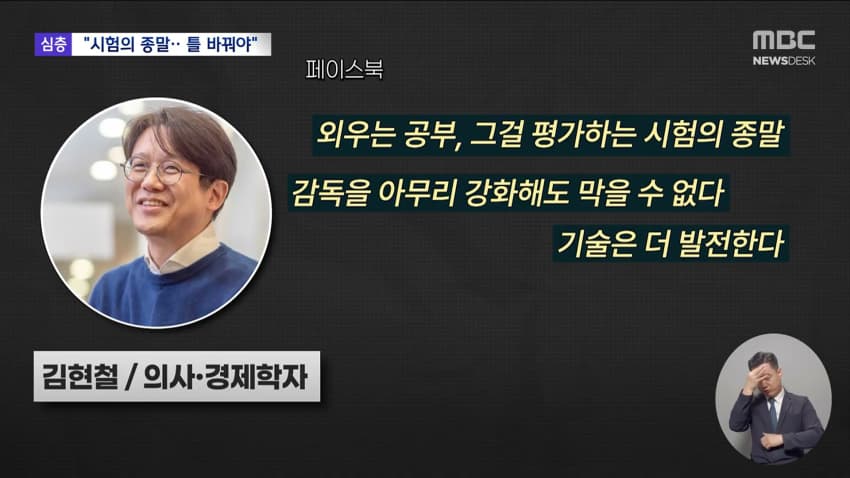 심층 "시험의 종말‥ 틀 바꿔야"
MBC
NEWSDESK
페이스북
외우는 공부, 그걸 평가하는 시험의 종말
감독을 아무리 강화해도 막을 수 없다
기술은 더 발전한다
김현철 / 의사·경제학자